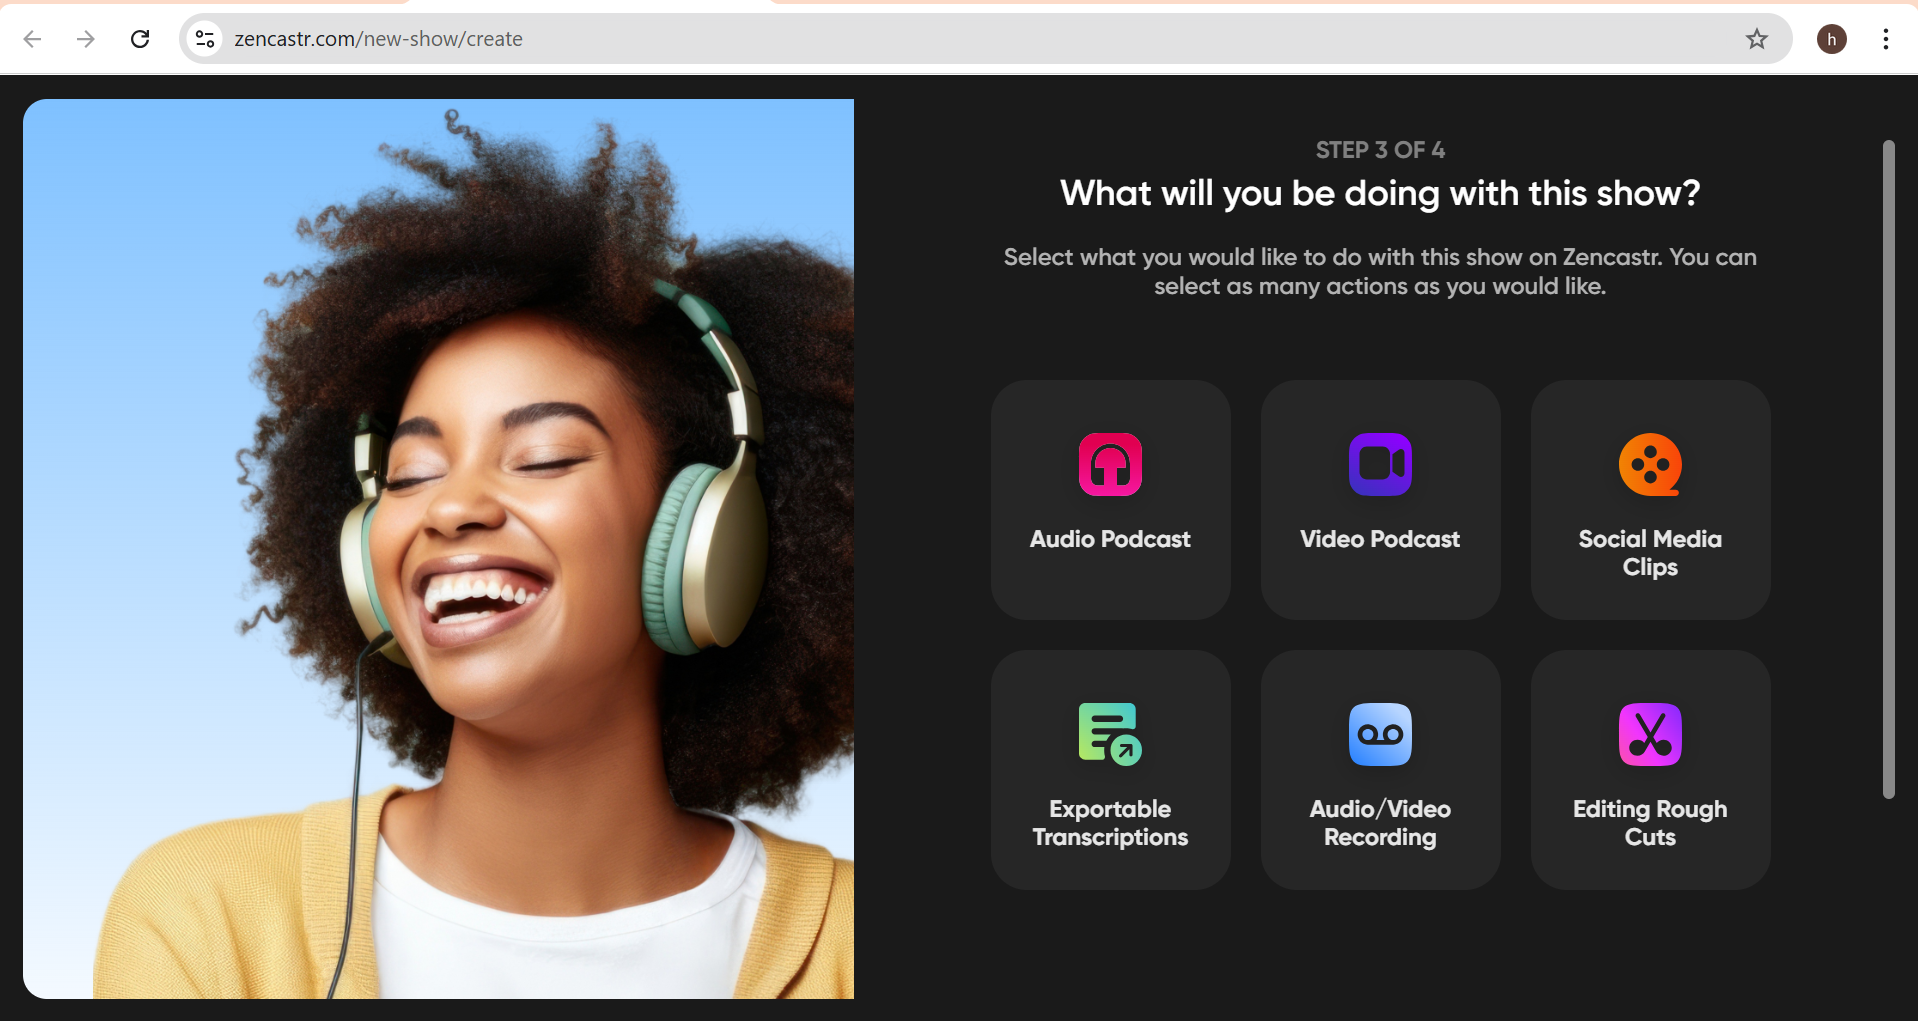 zencastr.com/new-show/create
h
STEP 3 OF 4
What will you be doing with this show?
Select what you would like to do with this show on Zencastr. You can
select as many actions as you would like.
Audio Podcast
Video Podcast
Social Media
Clips
Exportable
Transcriptions
Audio/Video
Recording
Editing Rough
Cuts